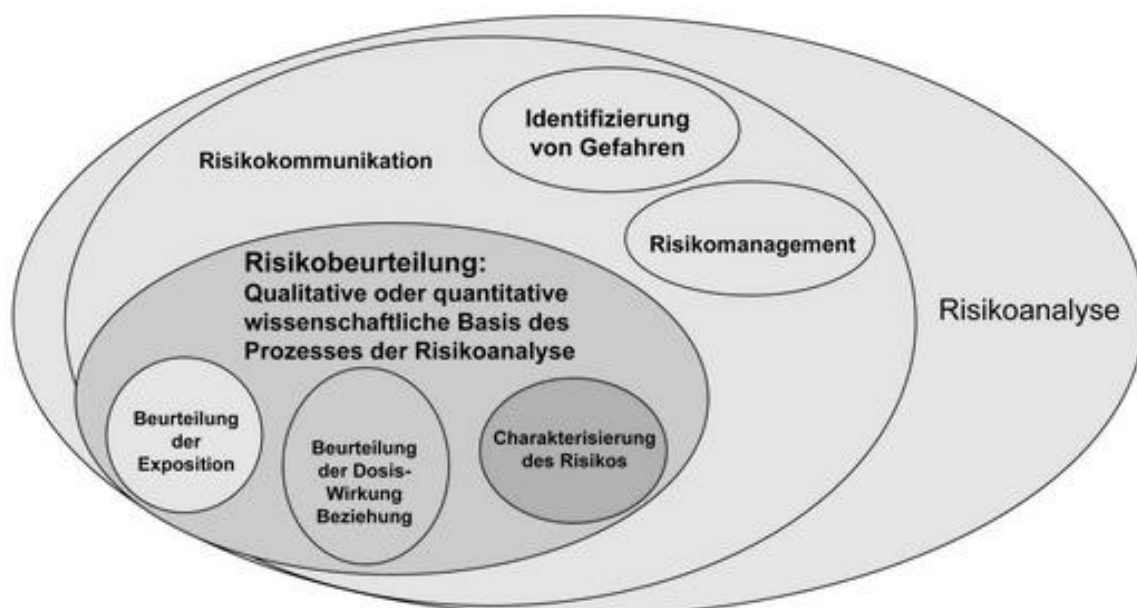 Identifizierung
von Gefahren
Risikokommunikation
Risikomanagement
Risikobeurteilung:
Qualitative oder quantitative
wissenschaftliche Basis des
Prozesses der Risikoanalyse
Risikoanalyse
Beurteilung
der
Exposition
Beurteilung
der Dosis-
Wirkung
Beziehung
Charakterisierung
des Risikos